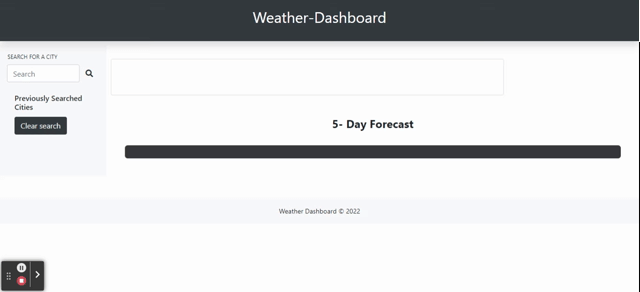 Weather-Dashboard
SEARCH FOR A CITY
Search
Previously Searched
Cities
Clear search
5- Day Forecast
Weather Dashboard © 2022